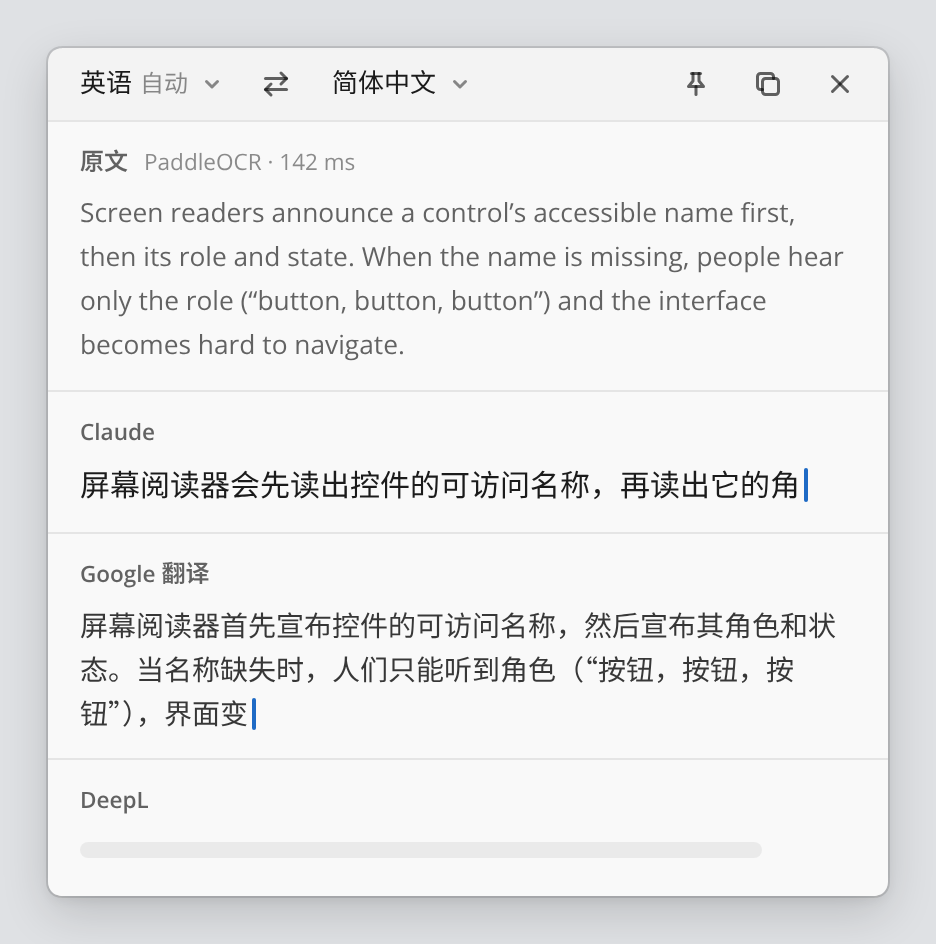 英语 自动 简体中文
原文 PaddleOCR · 142 ms
Screen readers announce a control’s accessible name first,
then its role and state. When the name is missing, people hear
only the role (“button, button, button”) and the interface
becomes hard to navigate.
Claude
屏幕阅读器会先读出控件的可访问名称，再读出它的角
Google 翻译
屏幕阅读器首先宣布控件的可访问名称，然后宣布其角色和状
态。当名称缺失时，人们只能听到角色（“按钮，按钮，按
钮”），界面变
DeepL